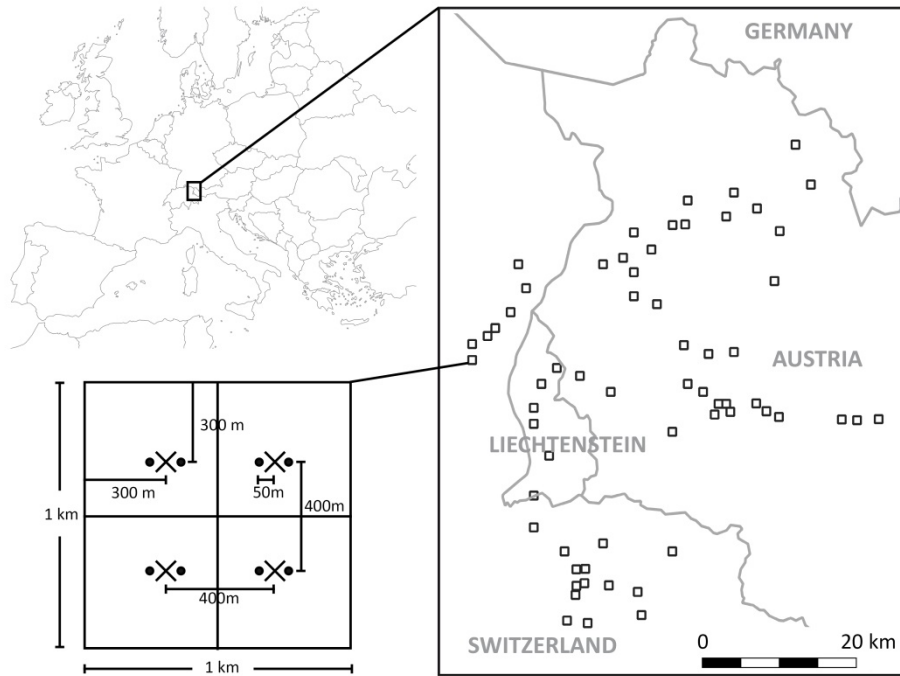 GERMANY
AUSTRIA
LIECHTENSTEIN
SWITZERLAND
0 20 km
300 m
300 m
50m
400m
1 km
400m
1 km